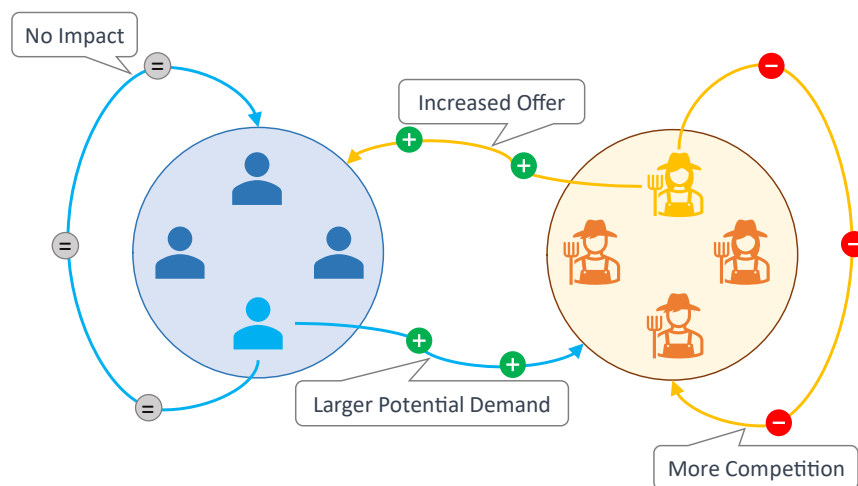 No Impact
=
Increased Offer
+
+
−
=
−
+
+
=
Larger Potential Demand
−
More Competition